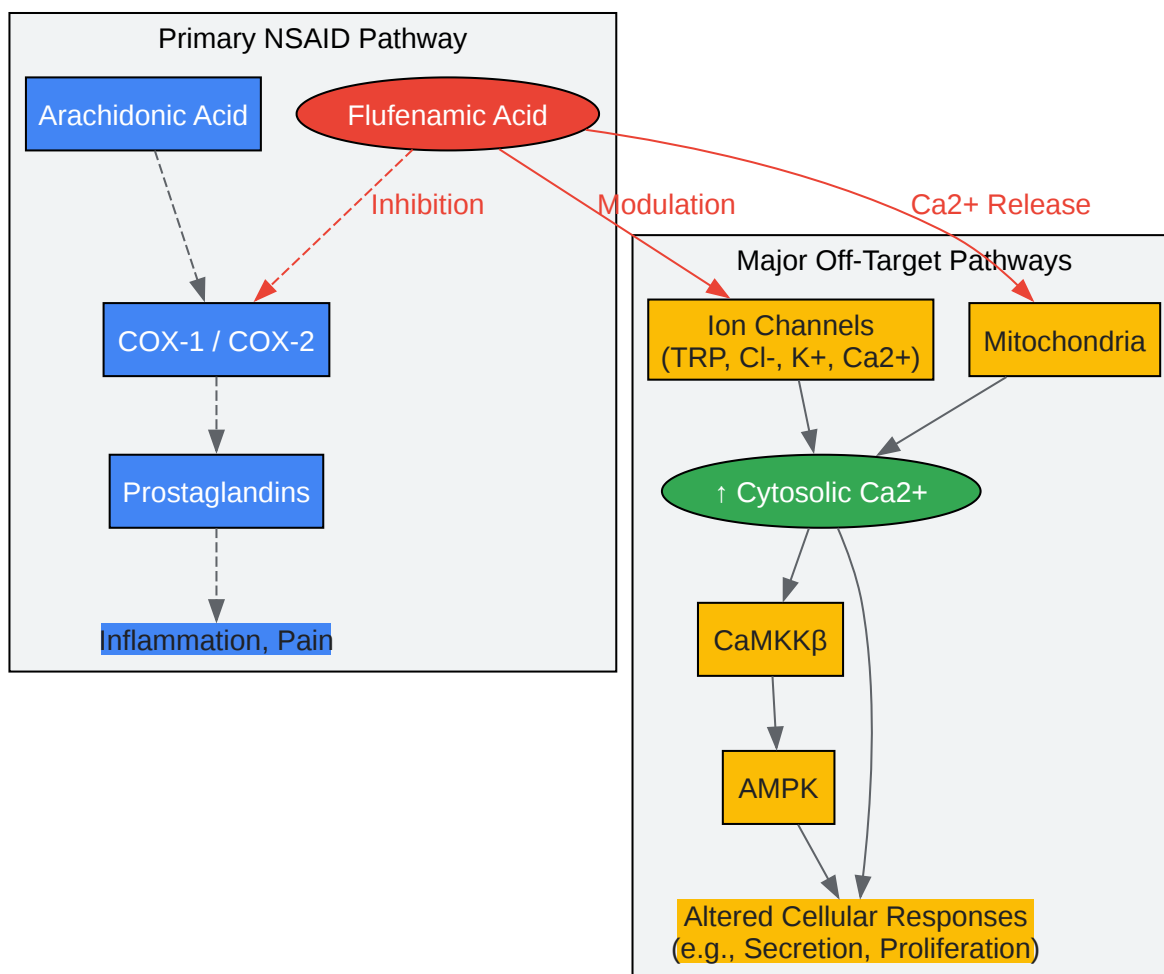 Primary NSAID Pathway
Arachidonic Acid
Flufenamic Acid
Inhibition
Modulation
Ca2+ Release
COX-1 / COX-2
Prostaglandins
Inflammation, Pain
Major Off-Target Pathways
Ion Channels
(TRP, Cl-, K+, Ca2+)
Mitochondria
↑ Cytosolic Ca2+
CaMKKβ
AMPK
Altered Cellular Responses
(e.g., Secretion, Proliferation)